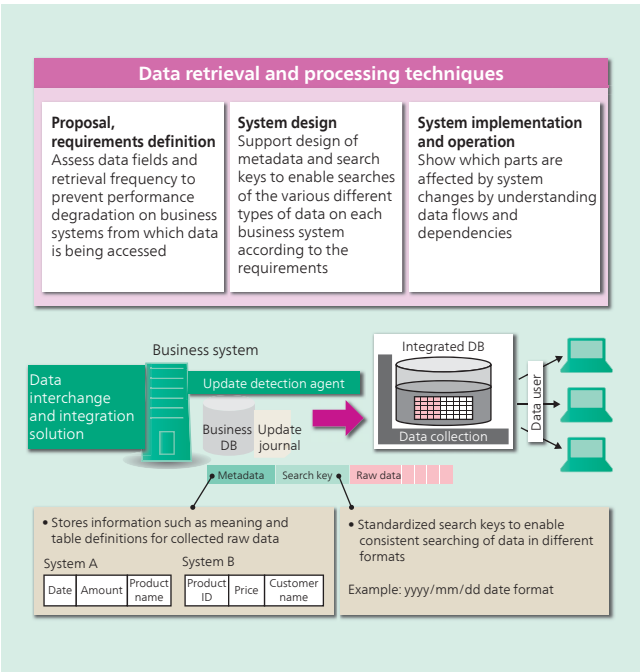 Data retrieval and processing techniques
Proposal,
requirements definition
Assess data fields and
retrieval frequency to
prevent performance
degradation on business
systems from which data
is being accessed
System design
Support design of
metadata and search
keys to enable searches
of the various different
types of data on each
business system
according to the
requirements
System implementation
and operation
Show which parts are
affected by system
changes by understanding
data flows and
dependencies
Business system
Data
interchange
and integration
solution
Update detection agent
Business
DB
Update
journal
Integrated DB
Data collection
Data user
Metadata
Search key
Raw data
• Stores information such as meaning and
table definitions for collected raw data
System A
Date
Amount
Product
name
System B
Product
ID
Price
Customer
name
• Standardized search keys to enable
consistent searching of data in different
formats
Example: yyyy/mm/dd date format